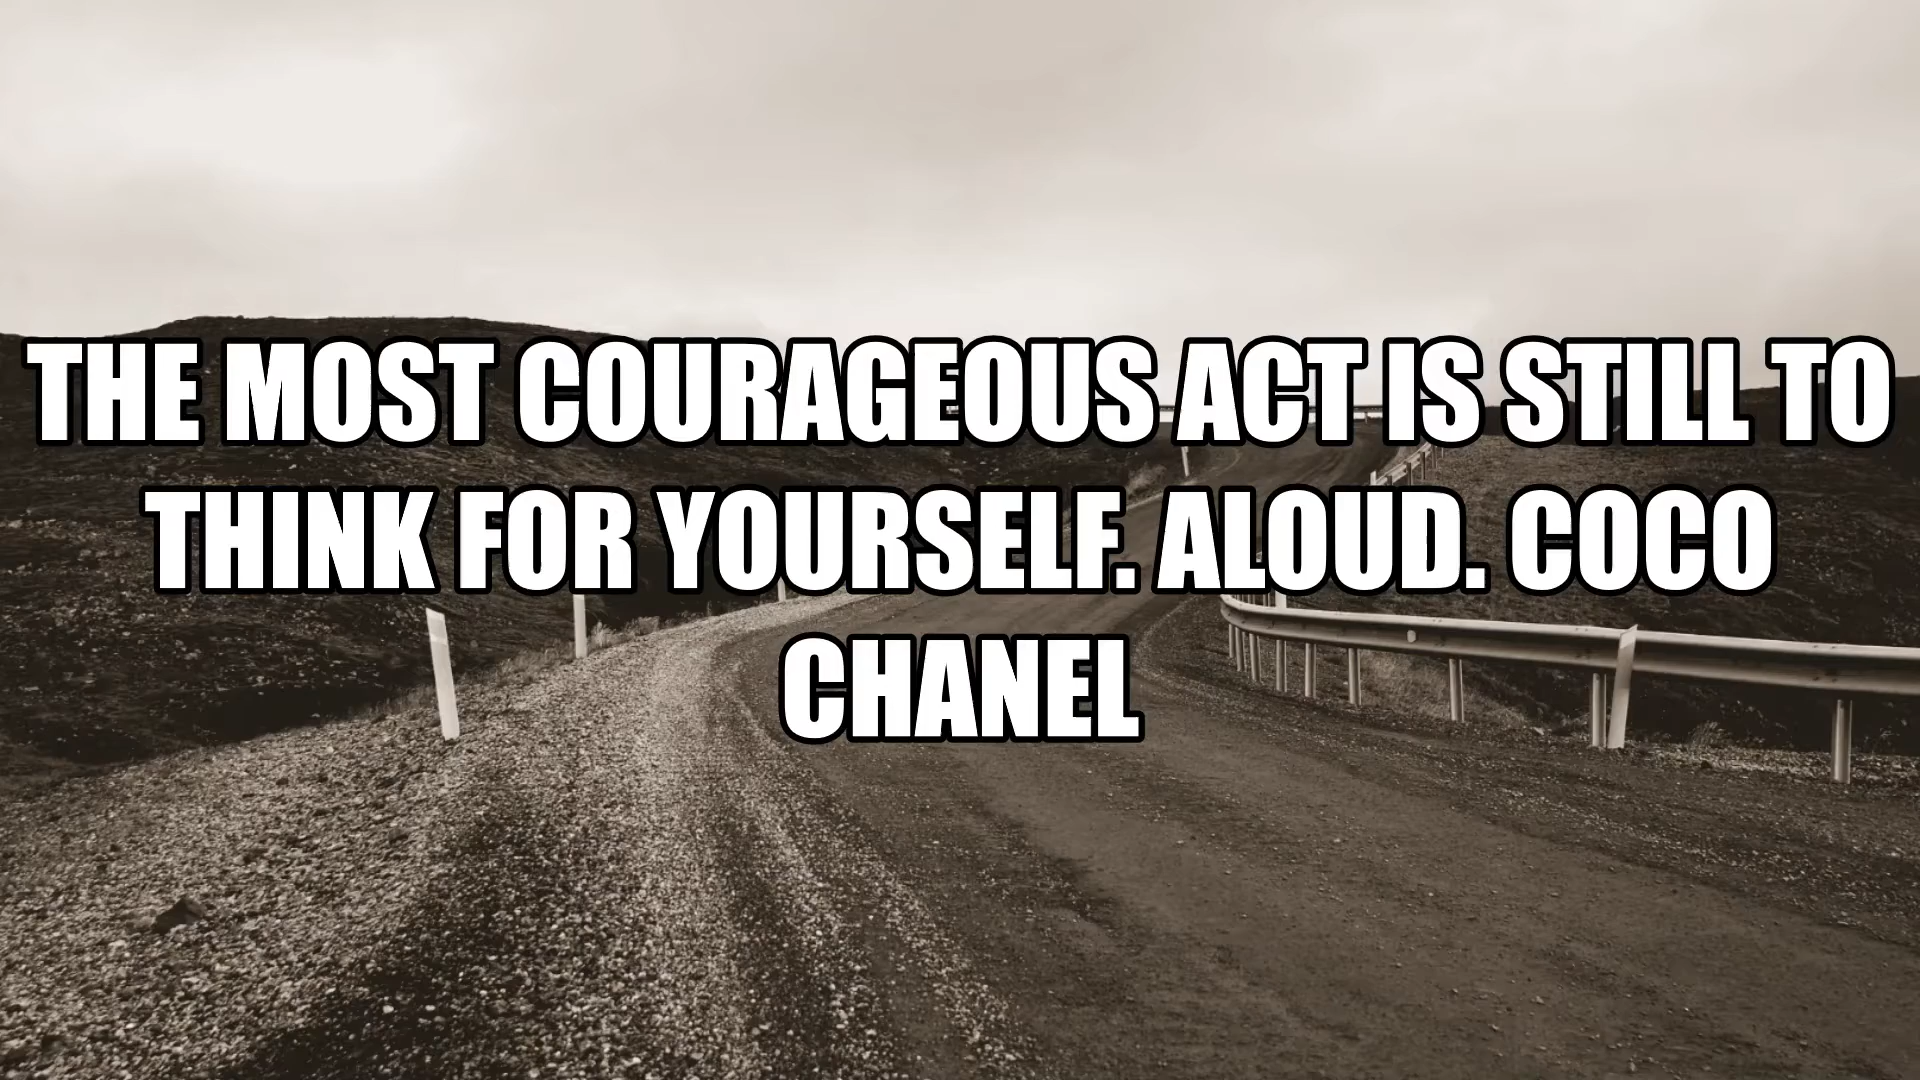 THE MOST COURAGEOUS ACT IS STILL TO
THINK FOR YOURSELF. ALOUD. COCO
CHANEL